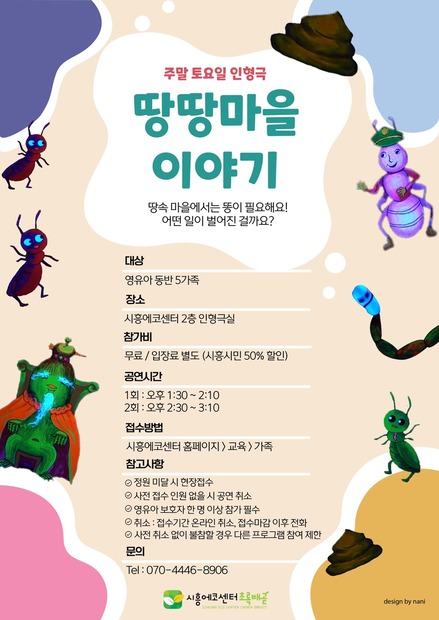 주말 토요일 인형극
땅땅마을
이야기
땅속 마을에서는 똥이 필요해요!
어떤 일이 벌어진 걸까요?
대상
영유아 동반 5가족
장소
시흥에코센터 2층 인형극실
참가비
무료 / 입장료 별도 (시흥시민 50% 할인)
공연시간
1회 : 오후 1:30 ~ 2:10
2회 : 오후 2:30 ~ 3:10
접수방법
시흥에코센터 홈페이지 > 교육 > 가족
참고사항
정원 미달 시 현장접수
사전 접수 인원 없을 시 공연 취소
영유아 보호자 한 명 이상 참가 필수
취소 : 접수기간 온라인 취소, 접수마감 이후 전화
사전 취소 없이 불참할 경우 다른 프로그램 참여 제한
문의
Tel : 070-4446-8906
시흥에코센터 초록배곧
design by nani